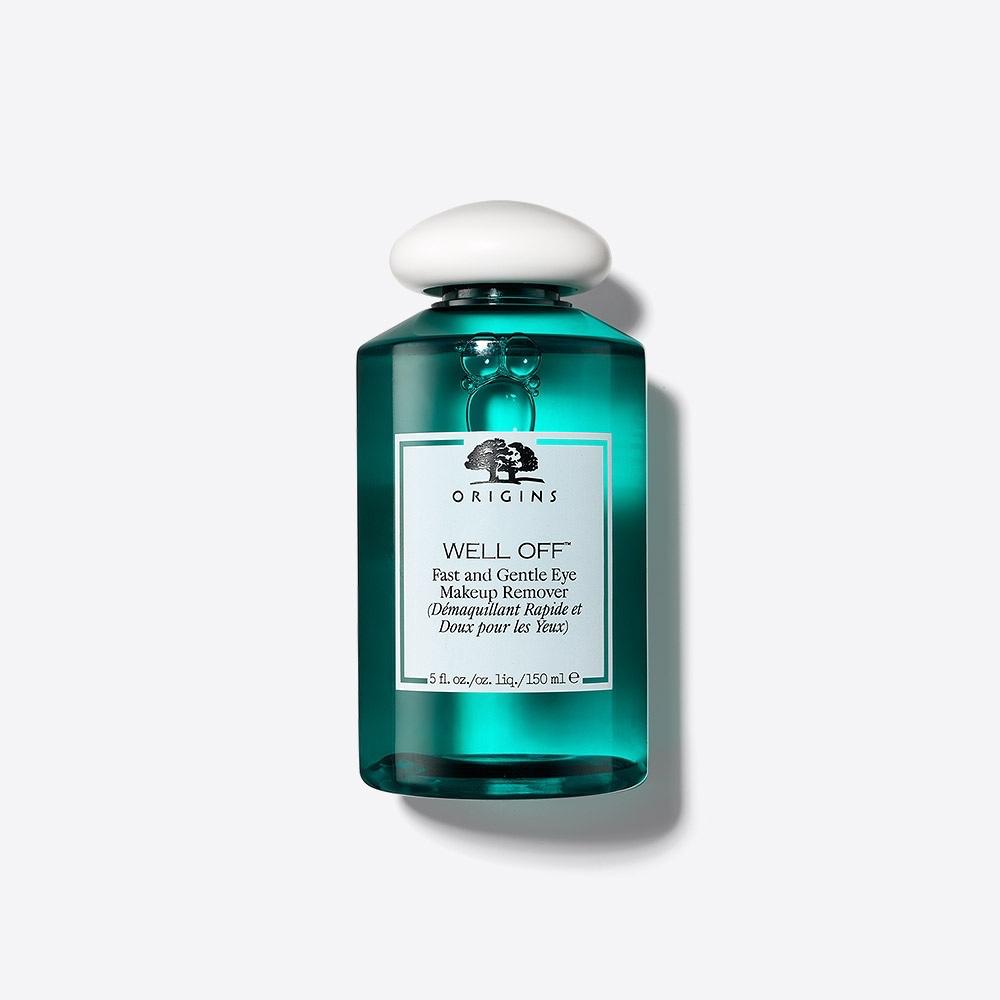 ORIGINS
WELL OFF™
Fast and Gentle Eye
Makeup Remover
(Démaquillant Rapide et
Doux pour les Yeux)
5 fl. oz./oz. liq./150 ml ℮